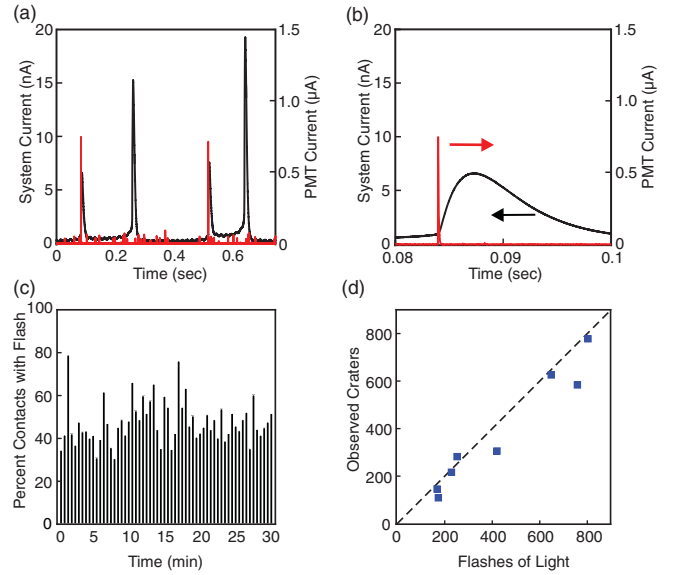 (a)
20
15
10
5
0
System Current (nA)
1.5
1.0
0.5
0
PMT Current (μA)
0 0.2 0.4 0.6
Time (sec)
(b)
20
15
10
5
0
System Current (nA)
1.5
1.0
0.5
0
PMT Current (μA)
0.08 0.09 0.1
Time (sec)
(c)
100
80
60
40
20
0
Percent Contacts with Flash
0 5 10 15 20 25 30
Time (min)
(d)
800
600
400
200
0
Observed Craters
0 200 400 600 800
Flashes of Light